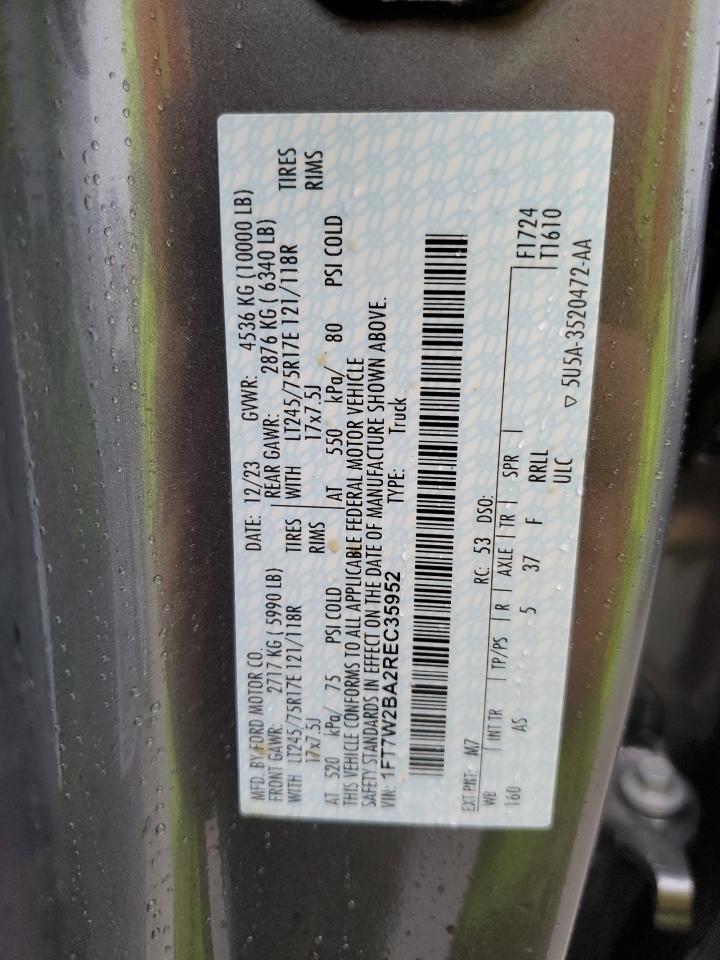 MFD. BY FORD MOTOR CO.
DATE: 12/23 GVWR: 4536 KG (10000 LB)
FRONT GAWR: 2717 KG ( 5990 LB)
REAR GAWR: 2876 KG ( 6340 LB)
WITH LT245/75R17E 121/118R TIRES
WITH LT245/75R17E 121/118R TIRES
17x7.5J RIMS
17x7.5J RIMS
AT 520 kPa/ 75 PSI COLD
AT 550 kPa/ 80 PSI COLD
THIS VEHICLE CONFORMS TO ALL APPLICABLE FEDERAL MOTOR VEHICLE
SAFETY STANDARDS IN EFFECT ON THE DATE OF MANUFACTURE SHOWN ABOVE.
VIN: 1FT7W2BA2REC35952 TYPE: Truck
EXT PNT: M7 RC: 53 DSO:
WB INT TR TP/PS R AXLE TR SPR F1724
160 AS 5 37 F RRLL T1610
ULC
▽ 5U5A-3520472-AA